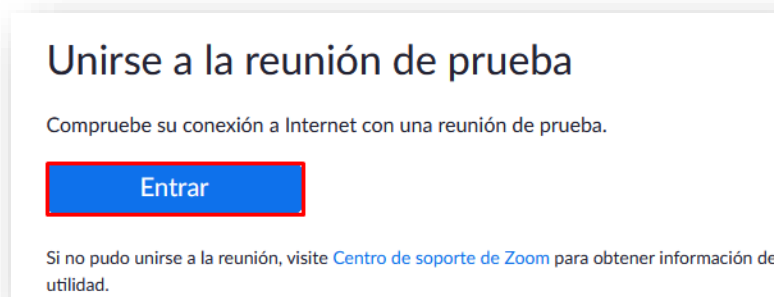 Unirse a la reunión de prueba
Compruebe su conexión a Internet con una reunión de prueba.
Entrar
Si no pudo unirse a la reunión, visite Centro de soporte de Zoom para obtener información de
utilidad.